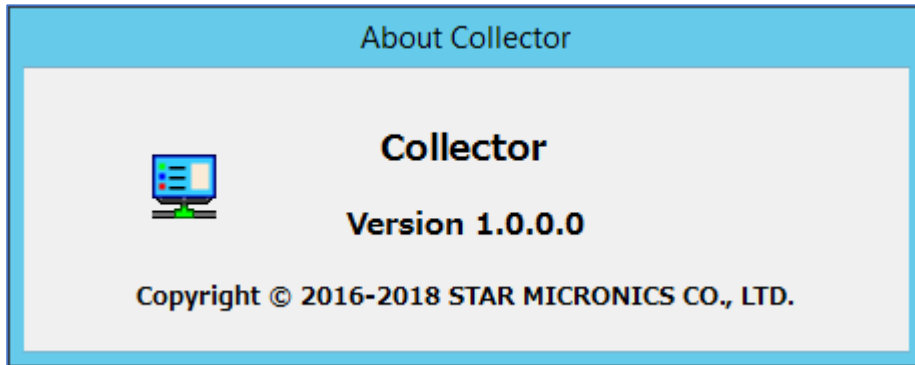 About Collector
Collector
Version 1.0.0.0
Copyright © 2016-2018 STAR MICRONICS CO., LTD.